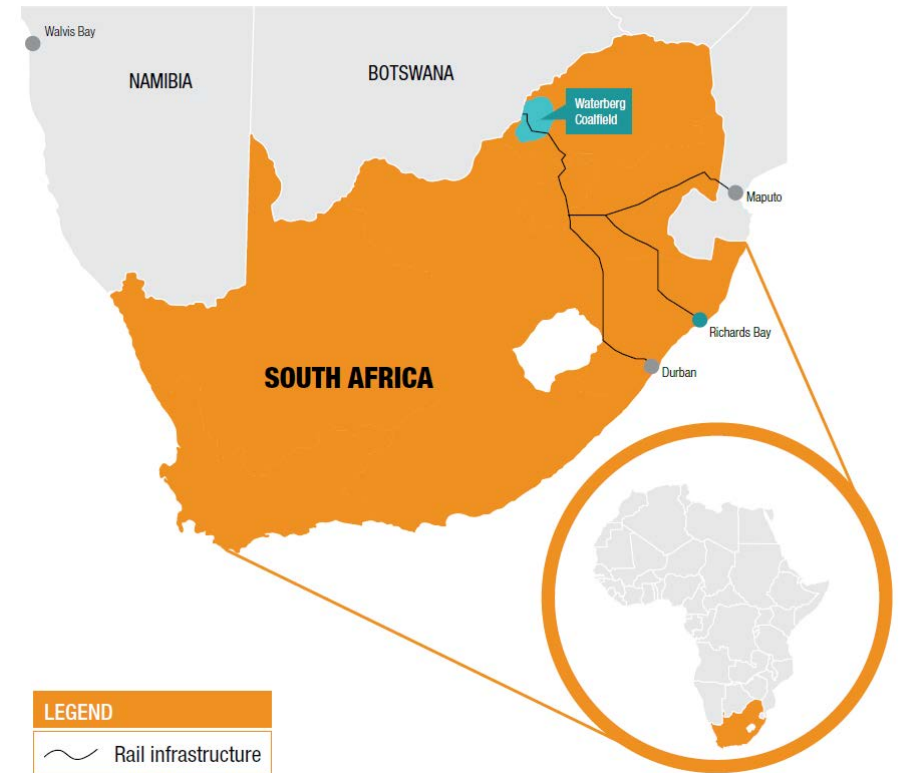 Walvis Bay
NAMIBIA
BOTSWANA
Waterberg
Coalfield
Maputo
Richards Bay
Durban
SOUTH AFRICA
LEGEND
Rail infrastructure